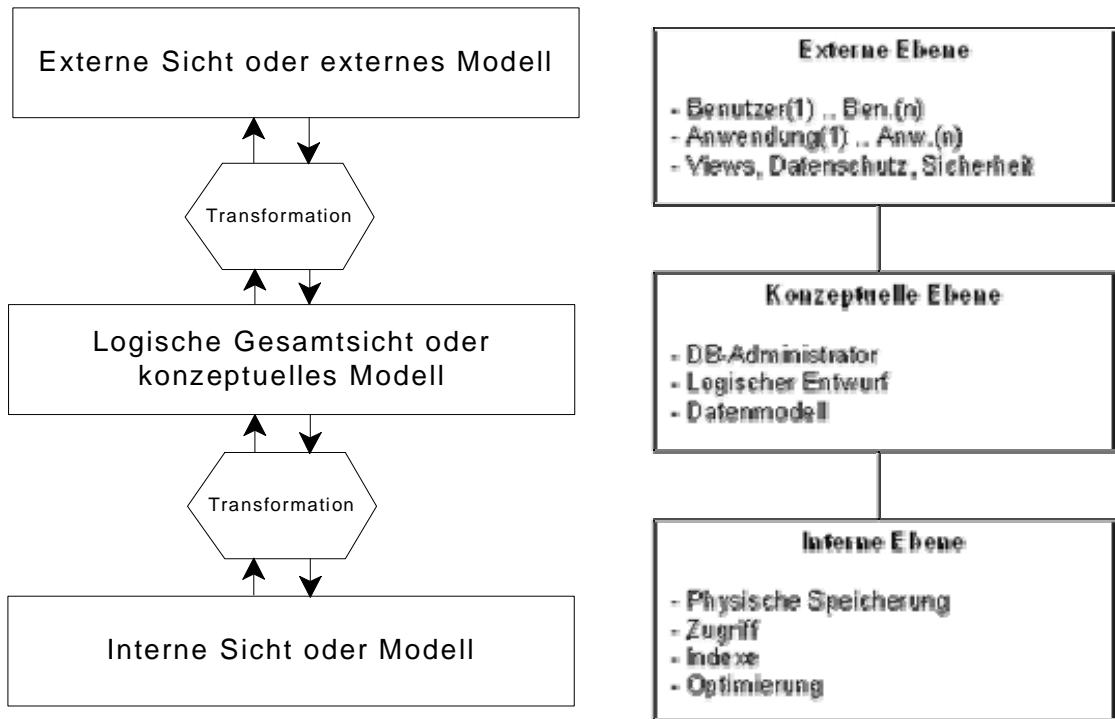 Externe Sicht oder externes Modell
Transformation
Logische Gesamtsicht oder
konzeptuelles Modell
Transformation
Interne Sicht oder Modell
Externe Ebene
- Benutzer(1) .. Ben.(n)
- Anwendung(1) .. Anw.(n)
- Views, Datenschutz, Sicherheit
Konzeptuelle Ebene
- DB-Administrator
- Logischer Entwurf
- Datenmodell
Interne Ebene
- Physische Speicherung
- Zugriff
- Indexe
- Optimierung